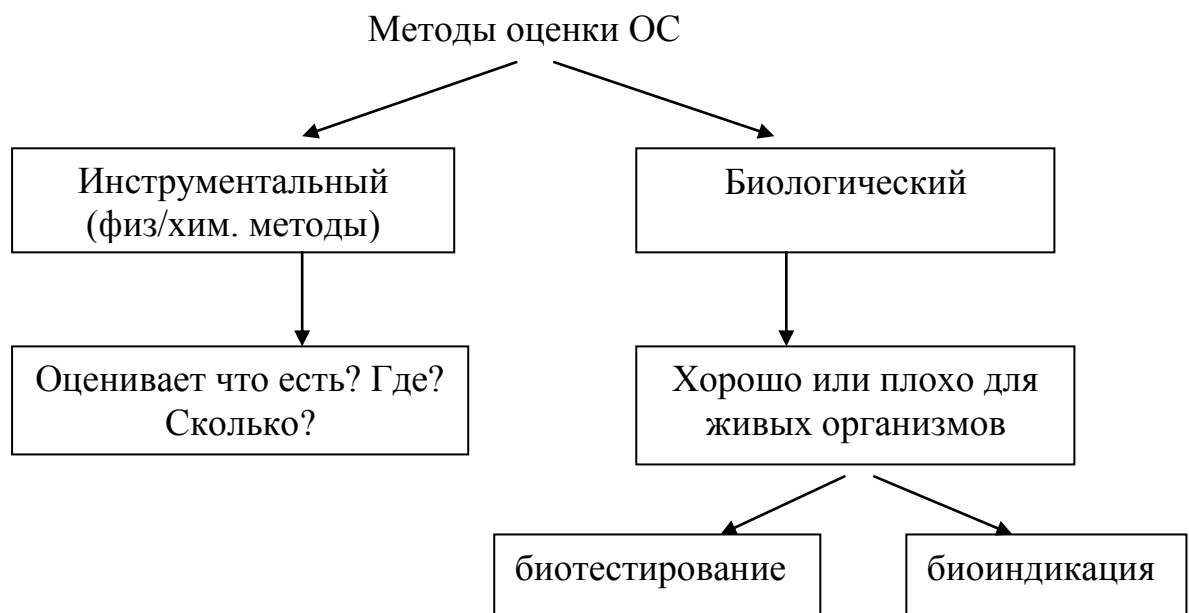 Методы оценки ОС
Инструментальный
(физ/хим. методы)
Биологический
Оценивает что есть? Где?
Сколько?
Хорошо или плохо для
живых организмов
биотестирование
биоиндикация